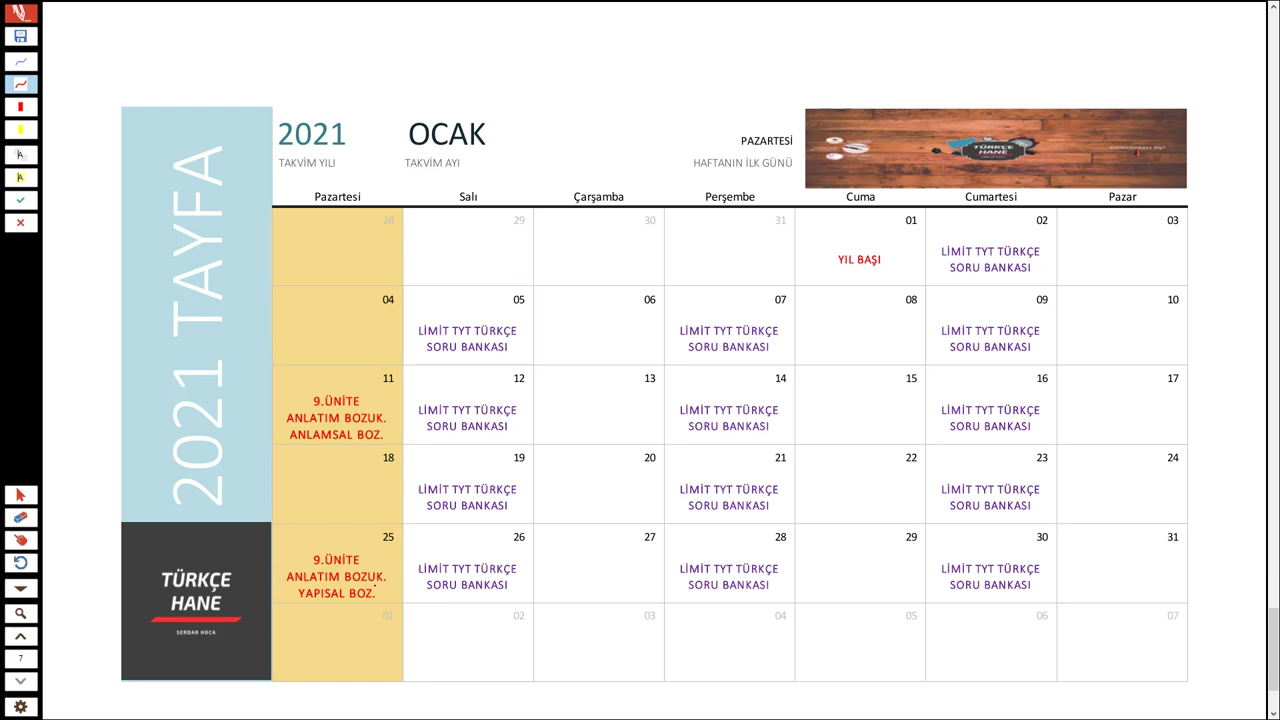 2021 TAYFA
2021
TAKVİM YILI
OCAK
TAKVİM AYI
PAZARTESİ
HAFTANIN İLK GÜNÜ
TÜRKÇE
HANE
Pazartesi Salı Çarşamba Perşembe Cuma Cumartesi Pazar
28 29 30 31 01 02 03
YIL BAŞI
LİMİT TYT TÜRKÇE
SORU BANKASI
04 05 06 07 08 09 10
LİMİT TYT TÜRKÇE LİMİT TYT TÜRKÇE LİMİT TYT TÜRKÇE
SORU BANKASI SORU BANKASI SORU BANKASI
11 12 13 14 15 16 17
9.ÜNİTE
ANLATIM BOZUK.
ANLAMSAL BOZ.
LİMİT TYT TÜRKÇE LİMİT TYT TÜRKÇE LİMİT TYT TÜRKÇE
SORU BANKASI SORU BANKASI SORU BANKASI
18 19 20 21 22 23 24
LİMİT TYT TÜRKÇE LİMİT TYT TÜRKÇE LİMİT TYT TÜRKÇE
SORU BANKASI SORU BANKASI SORU BANKASI
25 26 27 28 29 30 31
9.ÜNİTE
ANLATIM BOZUK.
YAPISAL BOZ.
LİMİT TYT TÜRKÇE LİMİT TYT TÜRKÇE LİMİT TYT TÜRKÇE
SORU BANKASI SORU BANKASI SORU BANKASI
01 02 03 04 05 06 07
TÜRKÇE
HANE
SERDAR HOCA
7